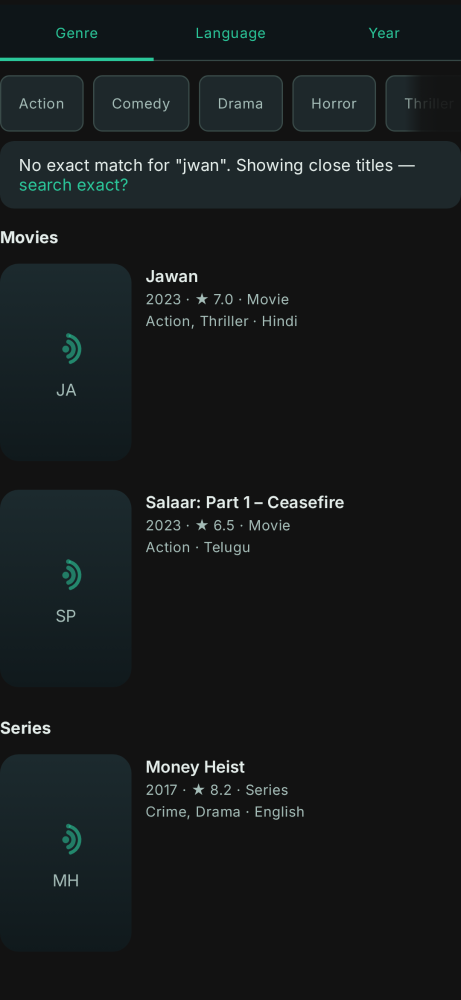 Genre Language Year
Action Comedy Drama Horror Thriller
No exact match for "jwan". Showing close titles —
search exact?
Movies
Jawan
2023 · ★ 7.0 · Movie
Action, Thriller · Hindi
JA
Salaar: Part 1 – Ceasefire
2023 · ★ 6.5 · Movie
Action · Telugu
SP
Series
Money Heist
2017 · ★ 8.2 · Series
Crime, Drama · English
MH